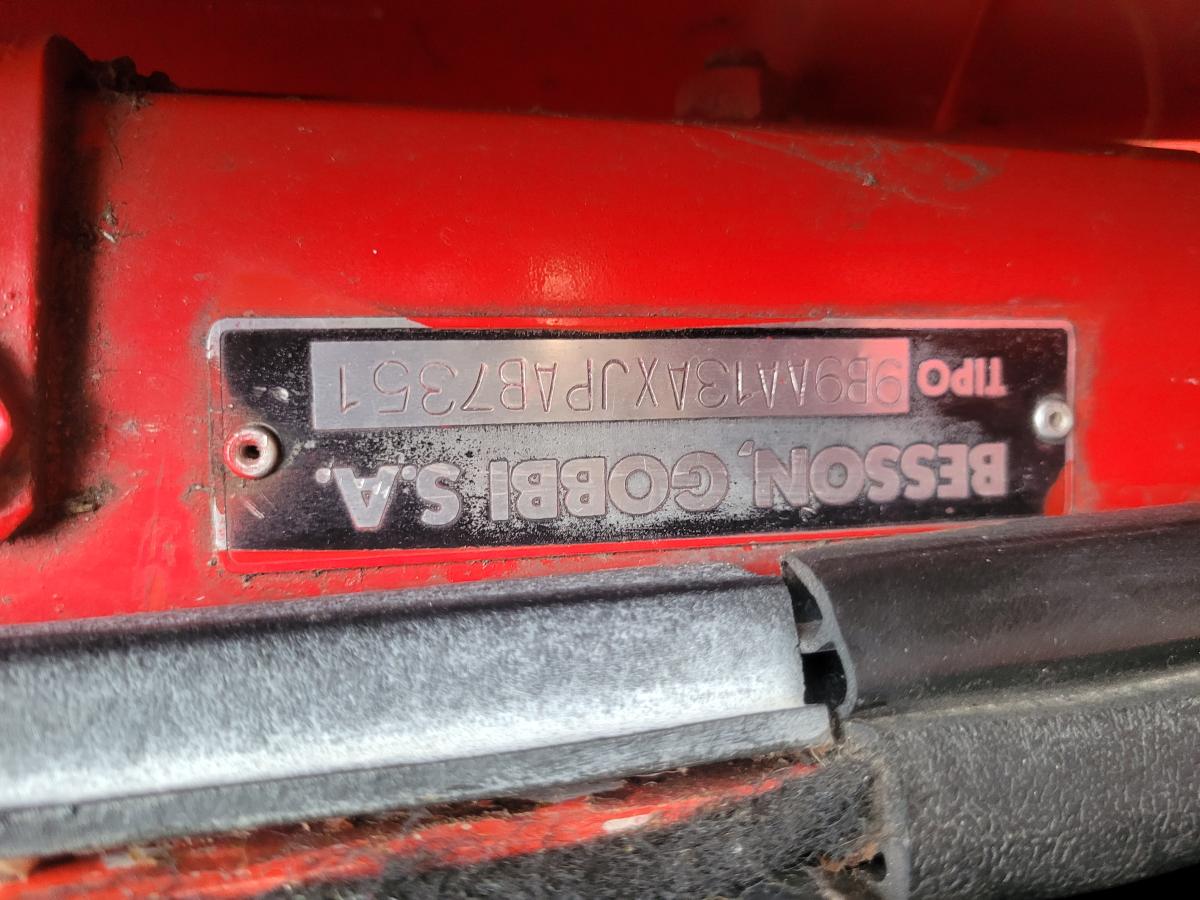 BESSON, GOBBI S.A.
TIPO 9B9AA13AXJPAB7351